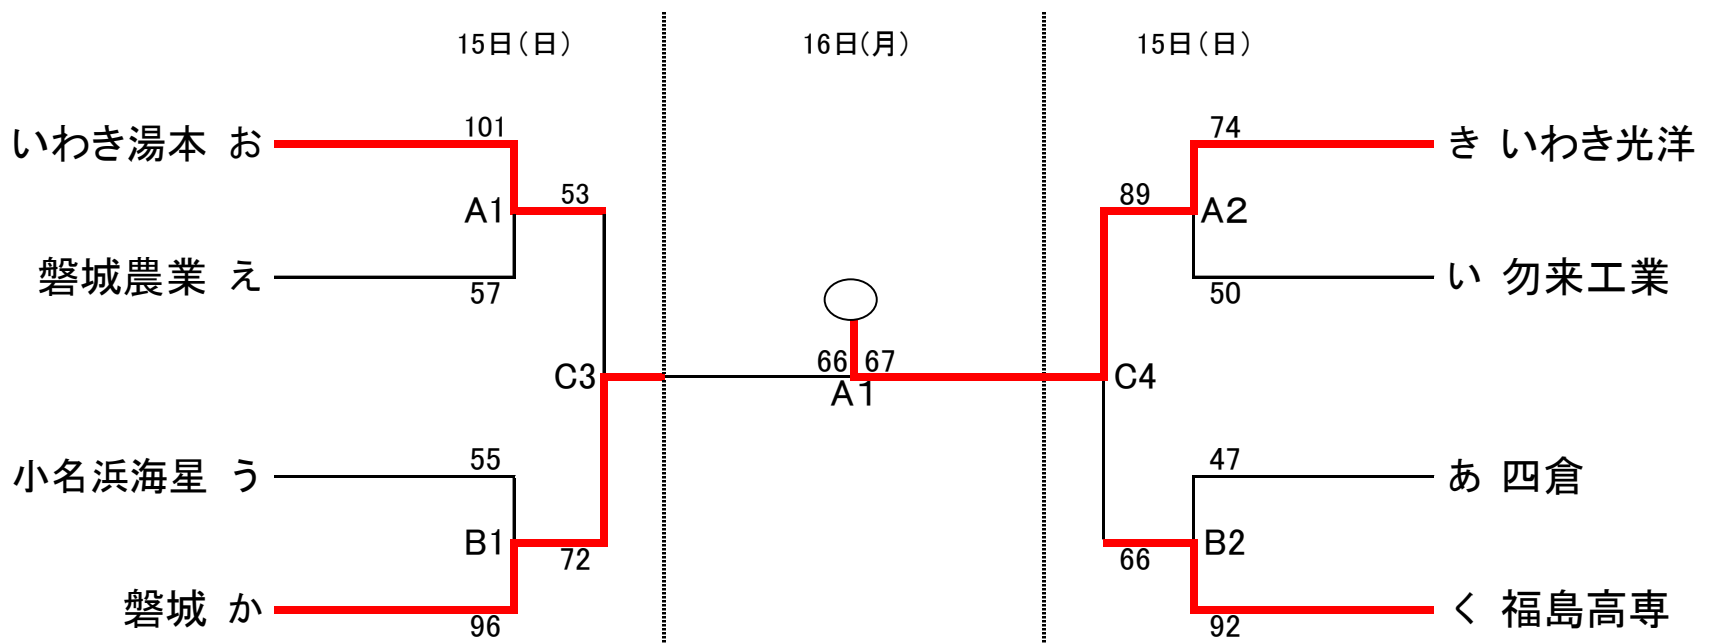 15日(日)
16日(月)
15日(日)
いわき湯本 お
101
74
き いわき光洋
A1
53
89
A2
磐城農業 え
57
50
い 勿来工業
C3
66
67
A1
C4
小名浜海星 う
55
47
あ 四倉
B1
72
66
B2
磐城 か
96
92
く 福島高専